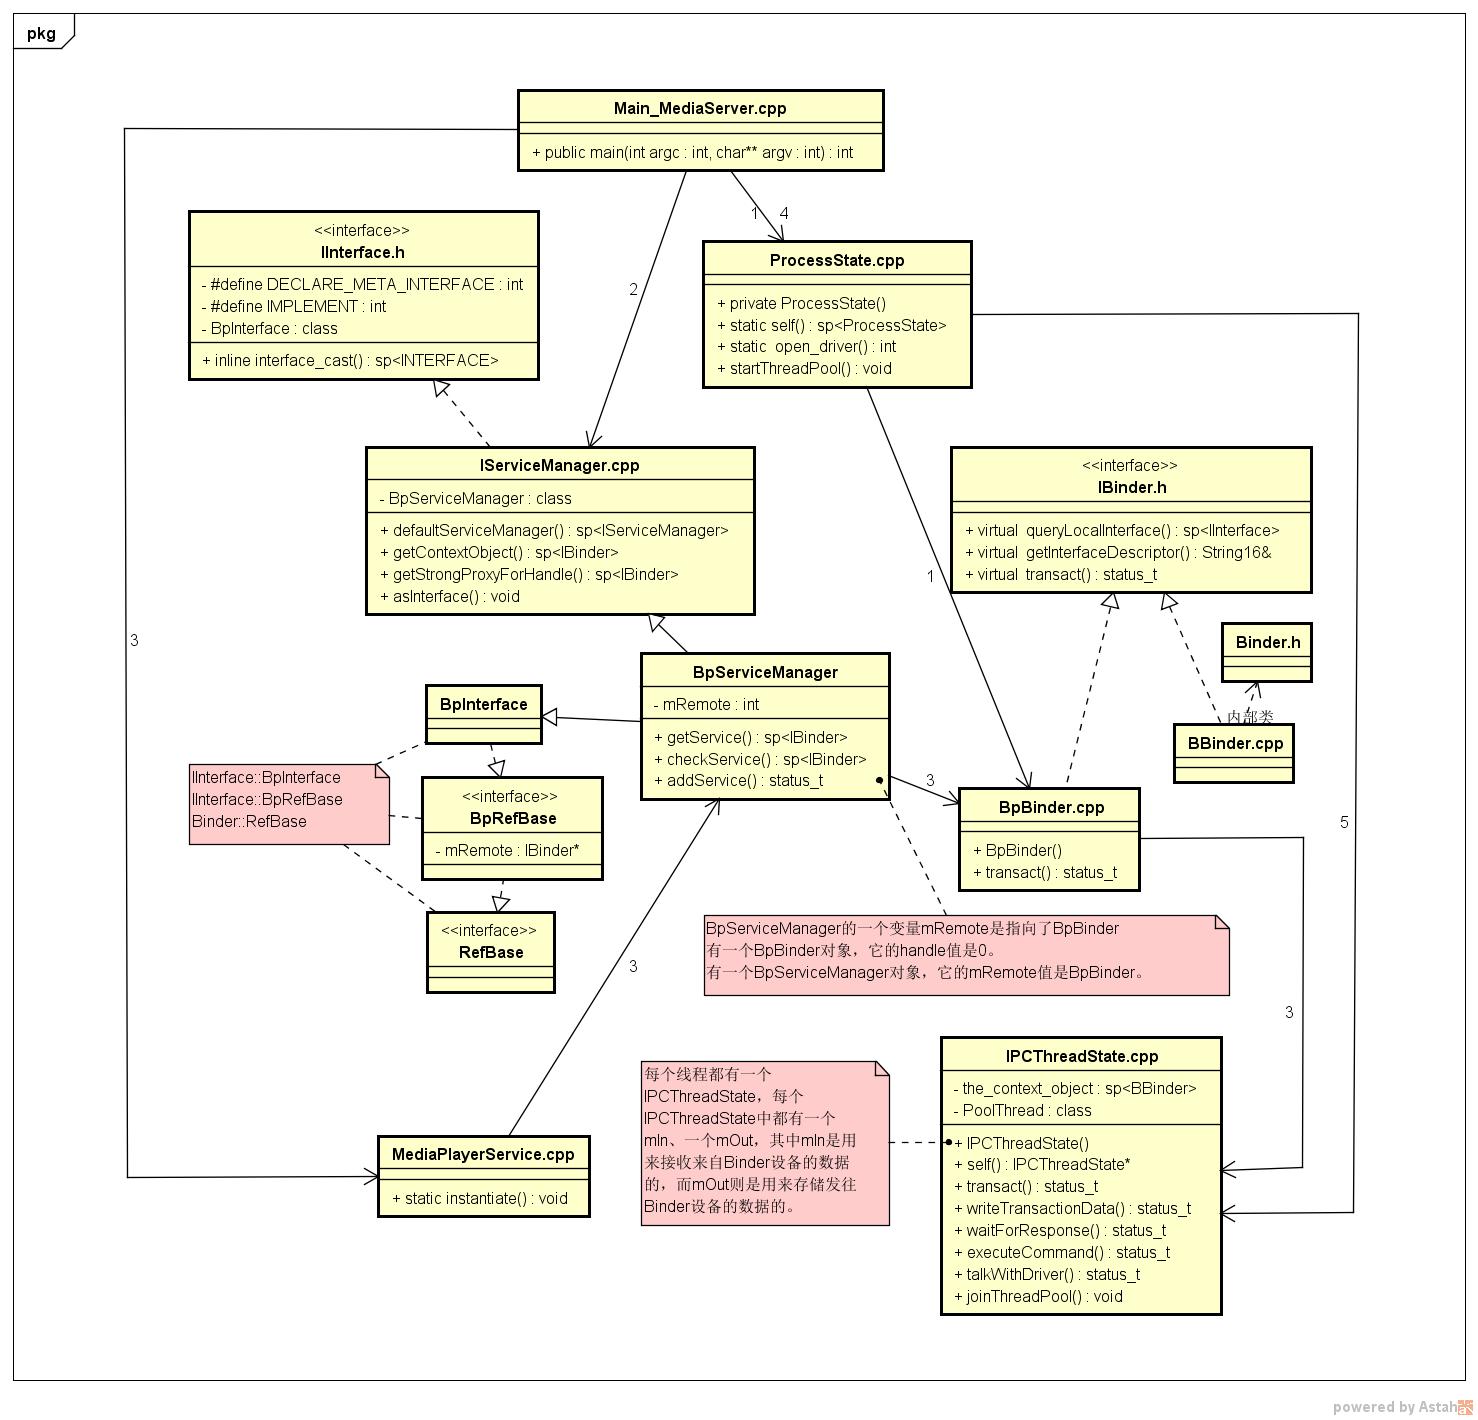 pkg
Main_MediaServer.cpp
+ public main(int argc : int, char** argv : int) : int
1
4
2
<<interface>>
IInterface.h
- #define DECLARE_META_INTERFACE : int
- #define IMPLEMENT : int
- BpInterface : class
+ inline interface_cast() : sp<INTERFACE>
ProcessState.cpp
+ private ProcessState()
+ static self() : sp<ProcessState>
+ static  open_driver() : int
+ startThreadPool() : void
IServiceManager.cpp
- BpServiceManager : class
+ defaultServiceManager() : sp<IServiceManager>
+ getContextObject() : sp<IBinder>
+ getStrongProxyForHandle() : sp<IBinder>
+ asInterface() : void
<<interface>>
IBinder.h
+ virtual  queryLocalInterface() : sp<IInterface>
+ virtual  getInterfaceDescriptor() : String16&
+ virtual  transact() : status_t
1
3
Binder.h
内部类
BBinder.cpp
BpServiceManager
- mRemote : int
+ getService() : sp<IBinder>
+ checkService() : sp<IBinder>
+ addService() : status_t
3
BpInterface
IInterface::BpInterface
IInterface::BpRefBase
Binder::RefBase
<<interface>>
BpRefBase
- mRemote : IBinder*
<<interface>>
RefBase
BpBinder.cpp
+ BpBinder()
+ transact() : status_t
5
BpServiceManager的一个变量mRemote是指向了BpBinder
有一个BpBinder对象，它的handle值是0。
有一个BpServiceManager对象，它的mRemote值是BpBinder。
3
3
每个线程都有一个
IPCThreadState，每个
IPCThreadState中都有一个
mIn、一个mOut，其中mIn是用
来接收来自Binder设备的数据
的，而mOut则是用来存储发往
Binder设备的数据的。
IPCThreadState.cpp
- the_context_object : sp<BBinder>
- PoolThread : class
+ IPCThreadState()
+ self() : IPCThreadState*
+ transact() : status_t
+ writeTransactionData() : status_t
+ waitForResponse() : status_t
+ executeCommand() : status_t
+ talkWithDriver() : status_t
+ joinThreadPool() : void
MediaPlayerService.cpp
+ static instantiate() : void
powered by Astah